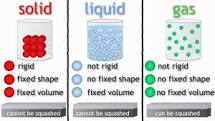 solid
liquid
gas
rigid
not rigid
not rigid
fixed shape
no fixed shape
no fixed shape
fixed volume
fixed volume
no fixed volume
cannot be squashed
cannot be squashed
can be squashed